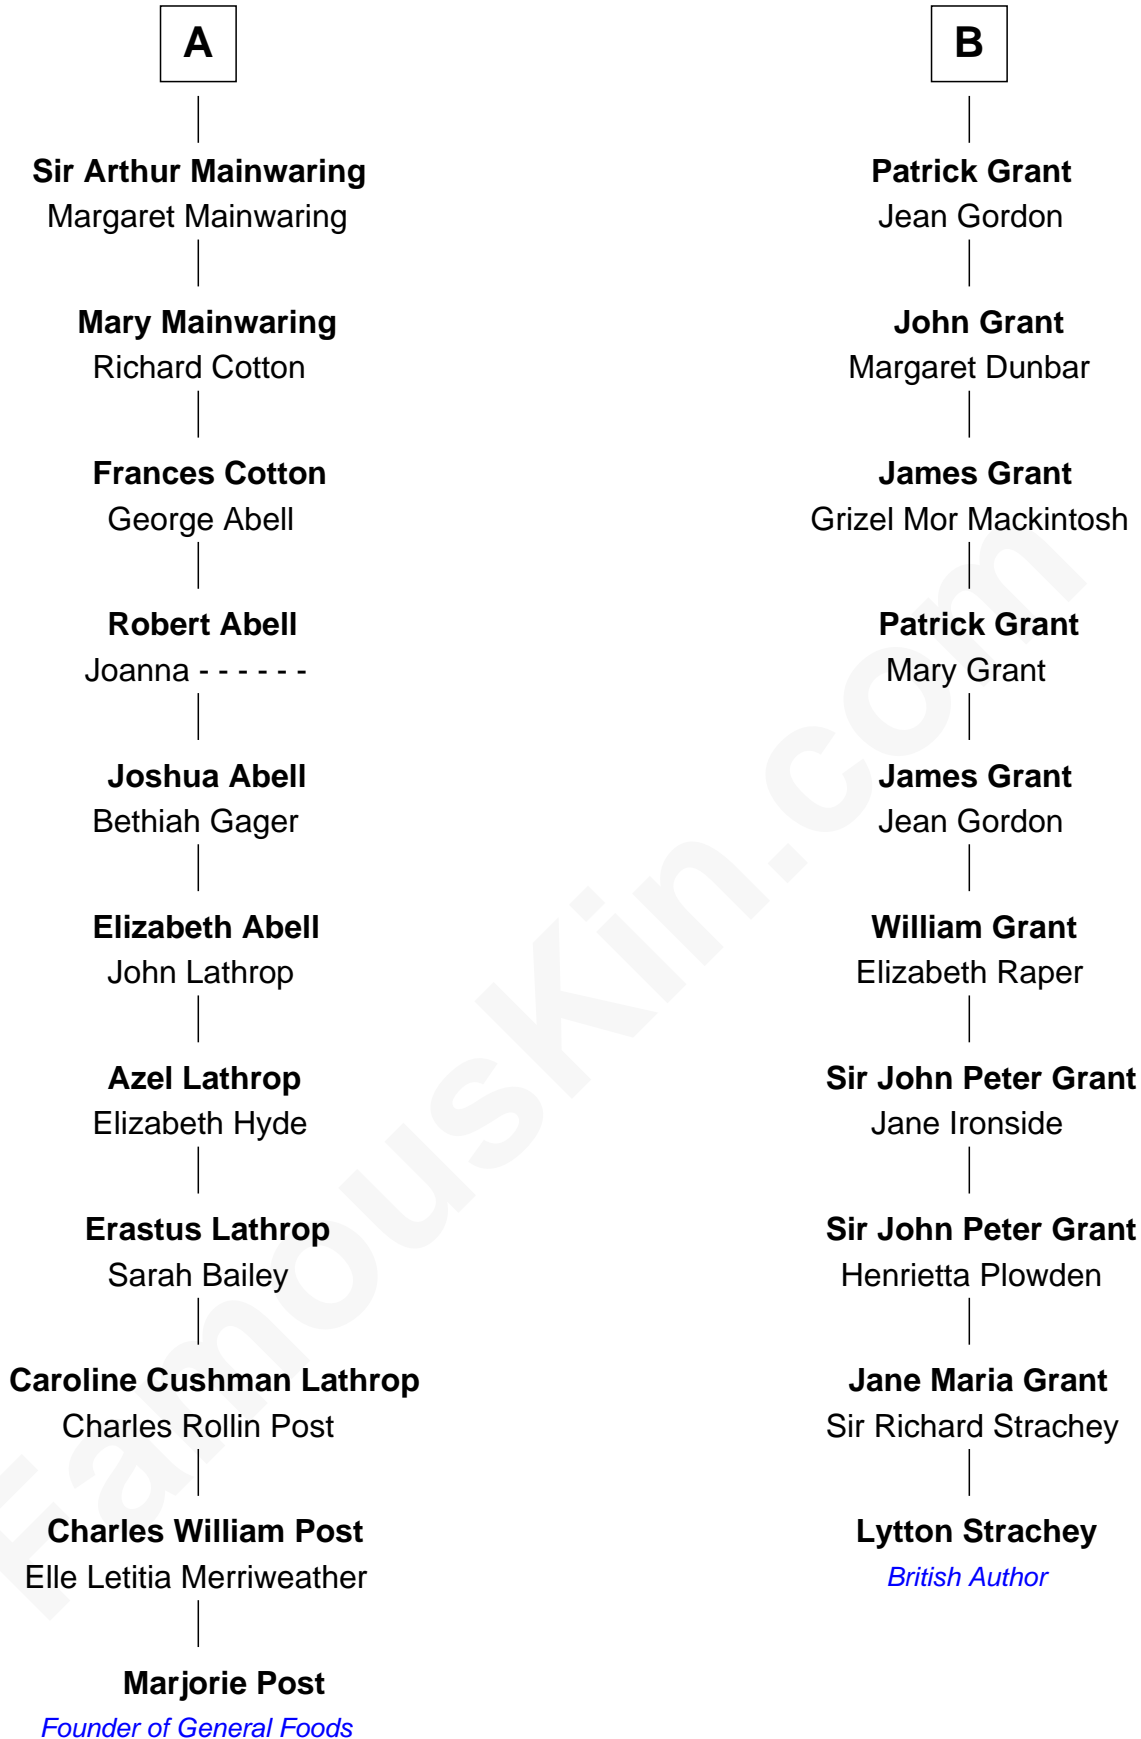 A
Sir Arthur Mainwaring
Margaret Mainwaring
Mary Mainwaring
Richard Cotton
Frances Cotton
George Abell
Robert Abell
Joanna - - - - - -
Joshua Abell
Bethiah Gager
Elizabeth Abell
John Lathrop
Azel Lathrop
Elizabeth Hyde
Erastus Lathrop
Sarah Bailey
Caroline Cushman Lathrop
Charles Rollin Post
Charles William Post
Elle Letitia Merriweather
Marjorie Post
Founder of General Foods
B
Patrick Grant
Jean Gordon
John Grant
Margaret Dunbar
James Grant
Grizel Mor Mackintosh
Patrick Grant
Mary Grant
James Grant
Jean Gordon
William Grant
Elizabeth Raper
Sir John Peter Grant
Jane Ironside
Sir John Peter Grant
Henrietta Plowden
Jane Maria Grant
Sir Richard Strachey
Lytton Strachey
British Author
FamousKin.com